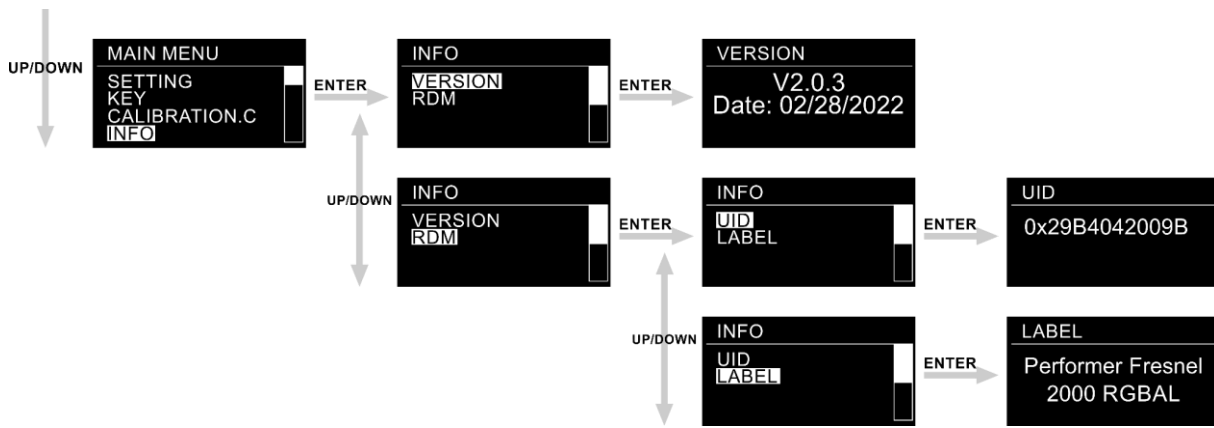 UP/DOWN
MAIN MENU
SETTING
KEY
CALIBRATION.C
INFO
ENTER
INFO
VERSION
RDM
ENTER
VERSION
V2.0.3
Date: 02/28/2022
UP/DOWN
INFO
VERSION
RDM
ENTER
INFO
UID
LABEL
ENTER
UID
0x29B4042009B
UP/DOWN
INFO
UID
LABEL
ENTER
LABEL
Performer Fresnel
2000 RGBAL